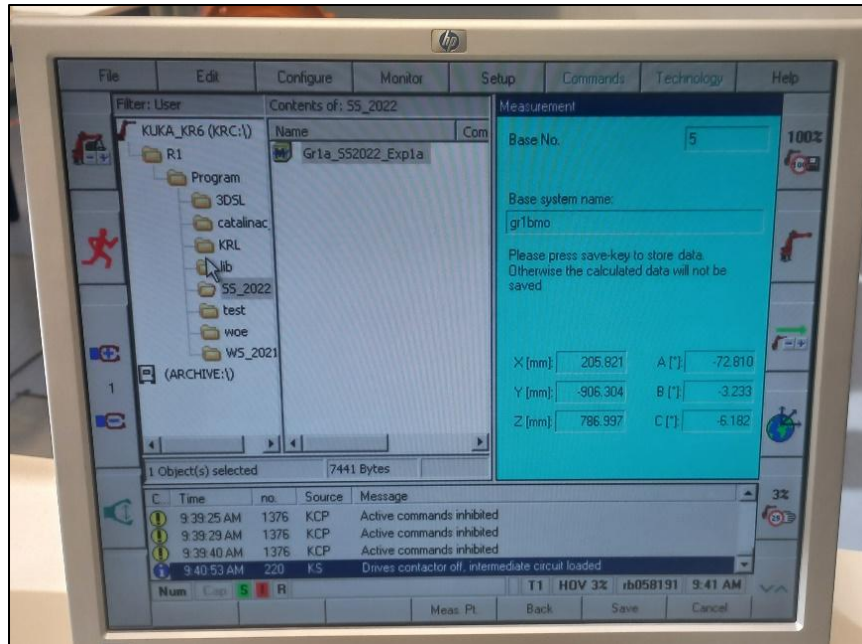 hp
File Edit Configure Monitor Setup Commands Technology Help
Filter: User
Contents of: SS_2022
Measurement
KUKA_KR6 (KRC:\)
R1
Program
3DSL
catalinac
KRL
lib
SS_2022
test
woe
WS_2021
(ARCHIVE:\)
Name Com
Gr1a_SS2022_Exp1a
Base No. 5
Base system name:
gr1bmo
Please press save-key to store data.
Otherwise the calculated data will not be
saved
X [mm]: 205.821 A [°]: -72.810
Y [mm]: -906.304 B [°]: -3.233
Z [mm]: 786.997 C [°]: -6.182
100%
1
3%
1 Object(s) selected 7441 Bytes
C Time no. Source Message
9:39:25 AM 1376 KCP Active commands inhibited
9:39:29 AM 1376 KCP Active commands inhibited
9:39:40 AM 1376 KCP Active commands inhibited
9:40:53 AM 220 KS Drives contactor off, intermediate circuit loaded
Num Cap S I R T1 HOV 3% rb058191 9:41 AM
Meas. Pt. Back Save Cancel